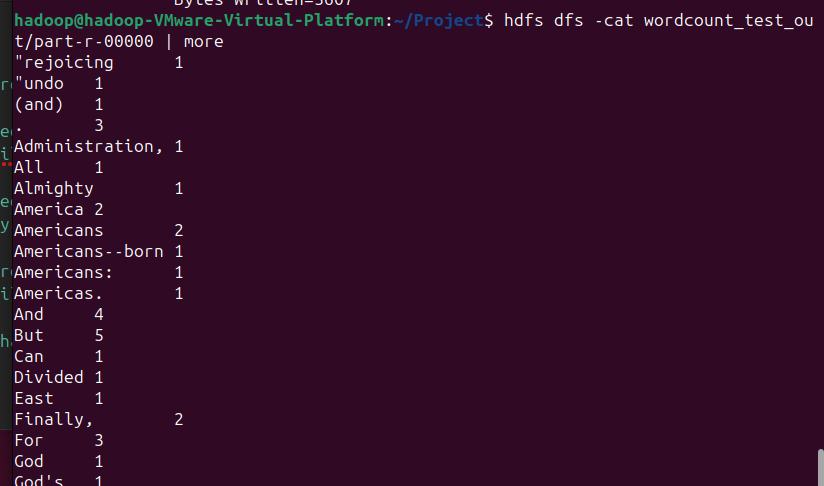 Bytes Written=3607
hadoop@hadoop-VMware-Virtual-Platform:~/Project$ hdfs dfs -cat wordcount_test_ou
t/part-r-00000 | more
"rejoicing      1
"undo   1
(and)   1
.       3
Administration, 1
All     1
Almighty        1
America 2
Americans       2
Americans--born 1
Americans:      1
Americas.       1
And     4
But     5
Can     1
Divided 1
East    1
Finally,        2
For     3
God     1
God's   1